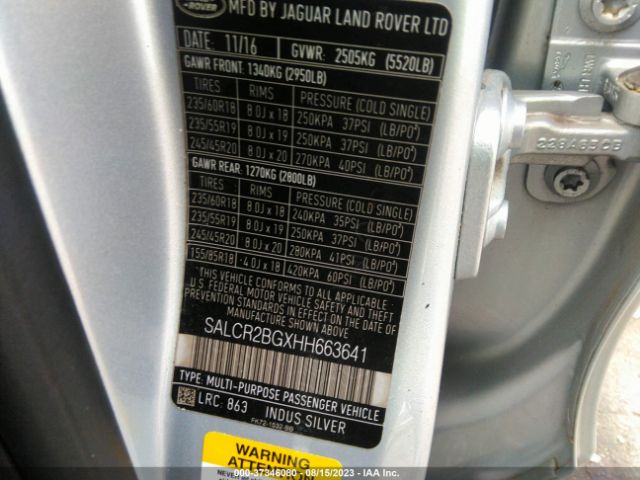 ROVER
MFD BY JAGUAR LAND ROVER LTD
DATE: 11/16 GVWR: 2505KG (5520LB)
GAWR FRONT: 1340KG (2950LB)
TIRES RIMS PRESSURE (COLD SINGLE)
235/60R18 8.0J x 18 250KPA 37PSI (LB/PO²)
235/55R19 8.0J x 19 250KPA 37PSI (LB/PO²)
245/45R20 8.0J x 20 270KPA 40PSI (LB/PO²)
GAWR REAR: 1270KG (2800LB)
TIRES RIMS PRESSURE (COLD SINGLE)
235/60R18 8.0J x 18 240KPA 35PSI (LB/PO²)
235/55R19 8.0J x 19 250KPA 37PSI (LB/PO²)
245/45R20 8.0J x 20 280KPA 41PSI (LB/PO²)
155/85R18 4.0J x 18 420KPA 60PSI (LB/PO²)
THIS VEHICLE CONFORMS TO ALL APPLICABLE
U.S FEDERAL MOTOR VEHICLE SAFETY AND THEFT
PREVENTION STANDARDS IN EFFECT ON THE DATE OF
MANUFACTURE SHOWN ABOVE.
SALCR2BGXHH663641
TYPE: MULTI-PURPOSE PASSENGER VEHICLE
LRC: 863 INDUS SILVER
WARNING
ATTENTION
NEVER
228A65CB
©2023 - 37346080 - 08/15/2023 - IAA Inc.